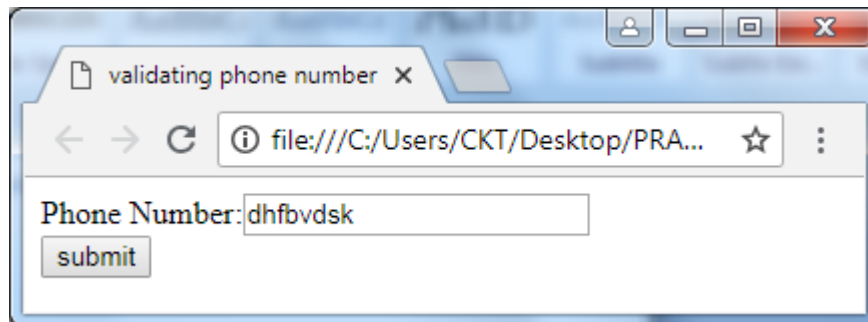 validating phone number
file:///C:/Users/CKT/Desktop/PRA...
Phone Number:dhfbvdsk
submit